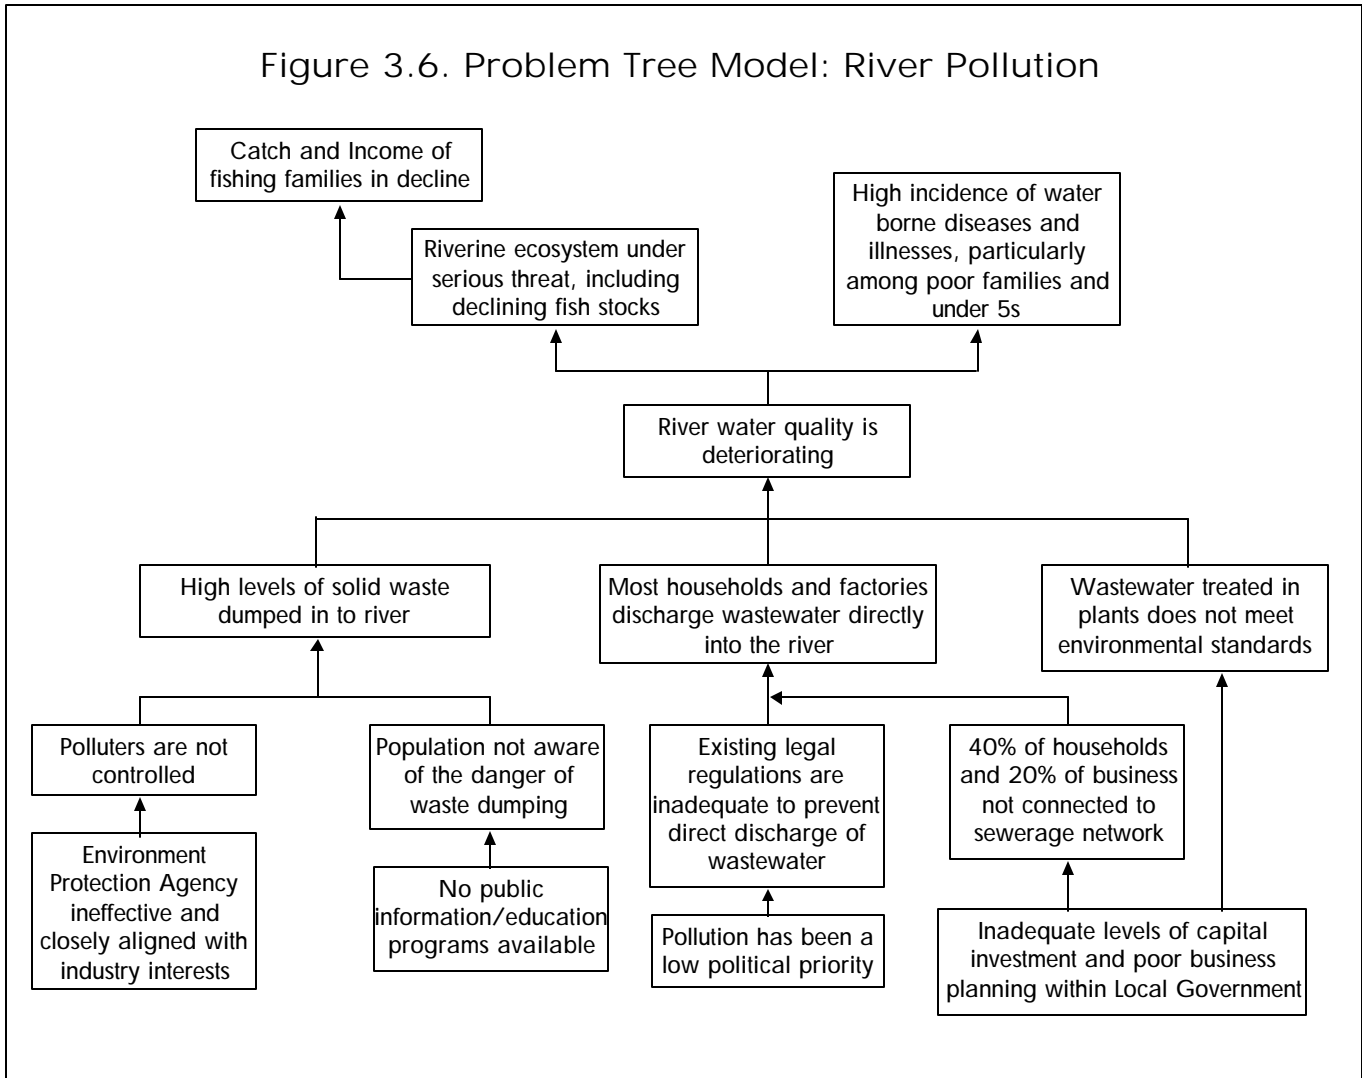 Figure 3.6. Problem Tree Model: River Pollution
Catch and Income of
fishing families in decline
High incidence of water
borne diseases and
illnesses, particularly
among poor families and
under 5s
Riverine ecosystem under
serious threat, including
declining fish stocks
River water quality is
deteriorating
High levels of solid waste
dumped in to river
Most households and factories
discharge wastewater directly
into the river
Wastewater treated in
plants does not meet
environmental standards
Polluters are not
controlled
Population not aware
of the danger of
waste dumping
Existing legal
regulations are
inadequate to prevent
direct discharge of
wastewater
40% of households
and 20% of business
not connected to
sewerage network
Environment
Protection Agency
ineffective and
closely aligned with
industry interests
No public
information/education
programs available
Pollution has been a
low political priority
Inadequate levels of capital
investment and poor business
planning within Local Government